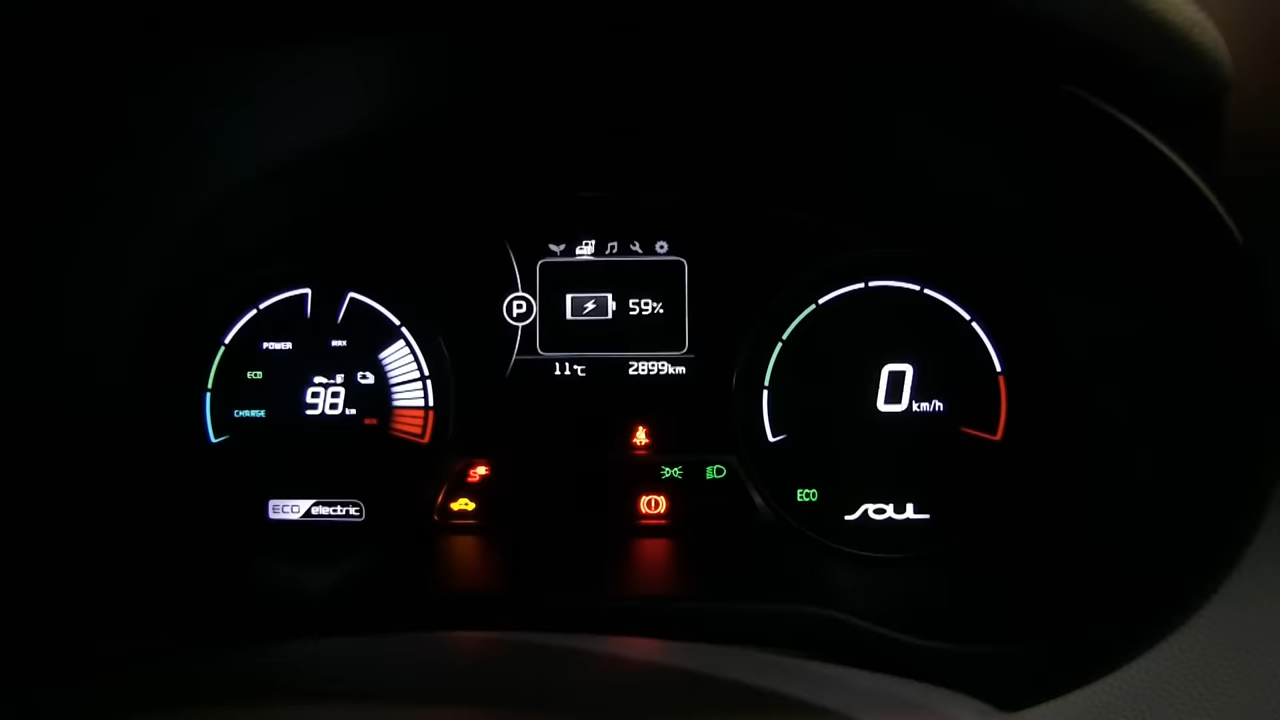 POWER MAX
ECO
CHARGE
98 km
ECO electric
P
59%
11°C 2899km
0 km/h
ECO
SOUL